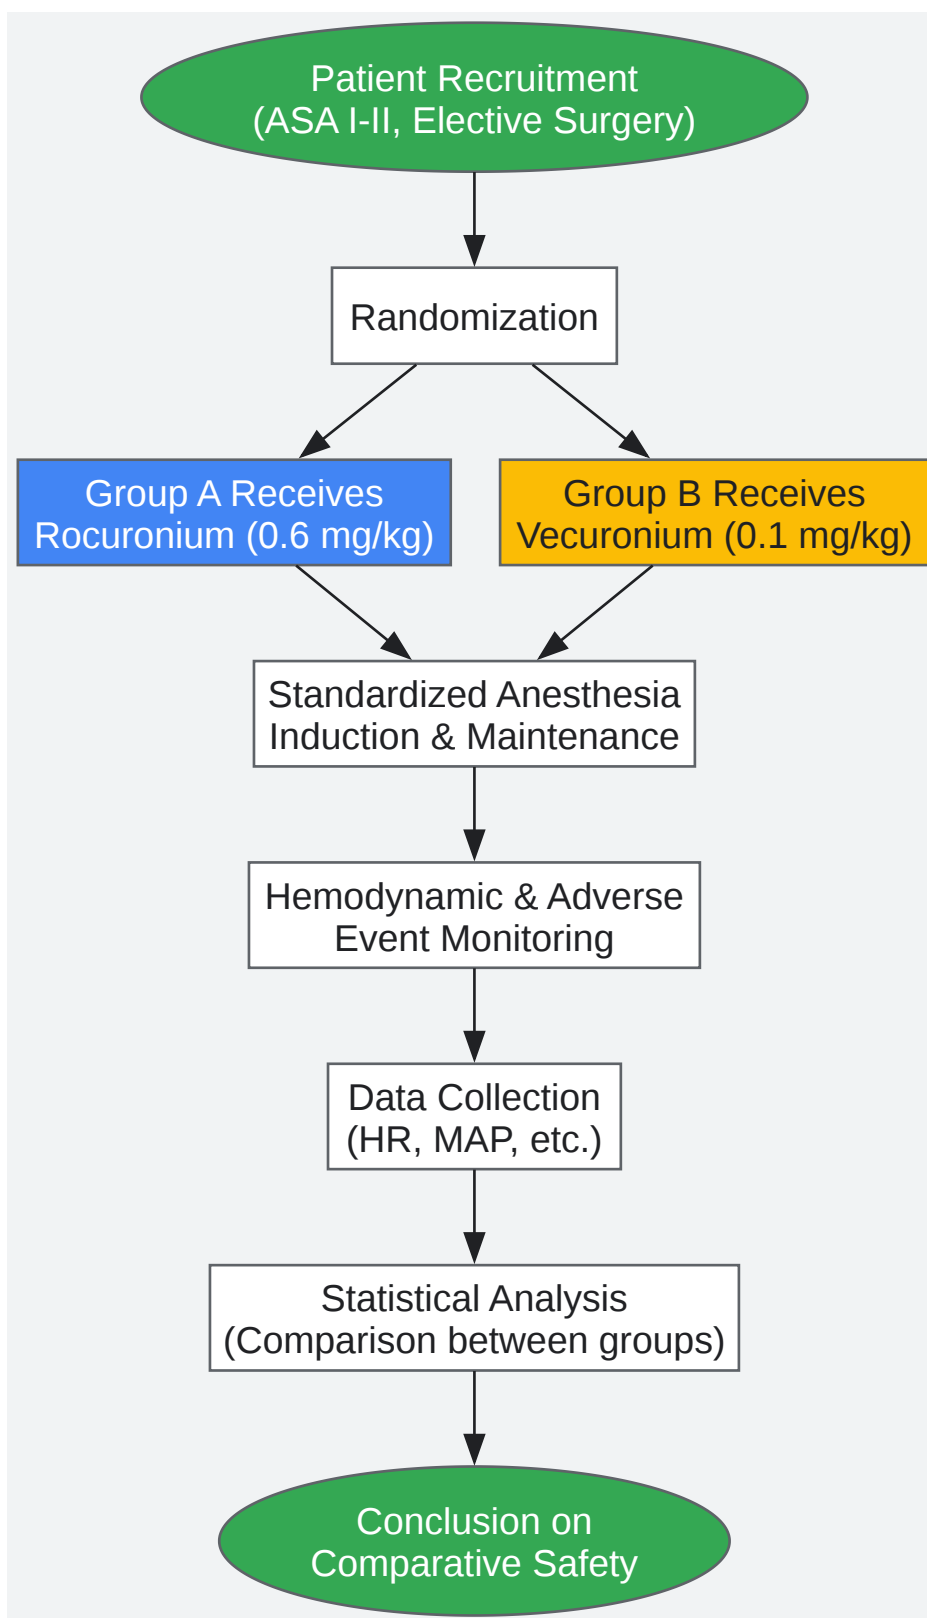 Patient Recruitment
(ASA I-II, Elective Surgery)
Randomization
Group A Receives
Rocuronium (0.6 mg/kg)
Group B Receives
Vecuronium (0.1 mg/kg)
Standardized Anesthesia
Induction & Maintenance
Hemodynamic & Adverse
Event Monitoring
Data Collection
(HR, MAP, etc.)
Statistical Analysis
(Comparison between groups)
Conclusion on
Comparative Safety